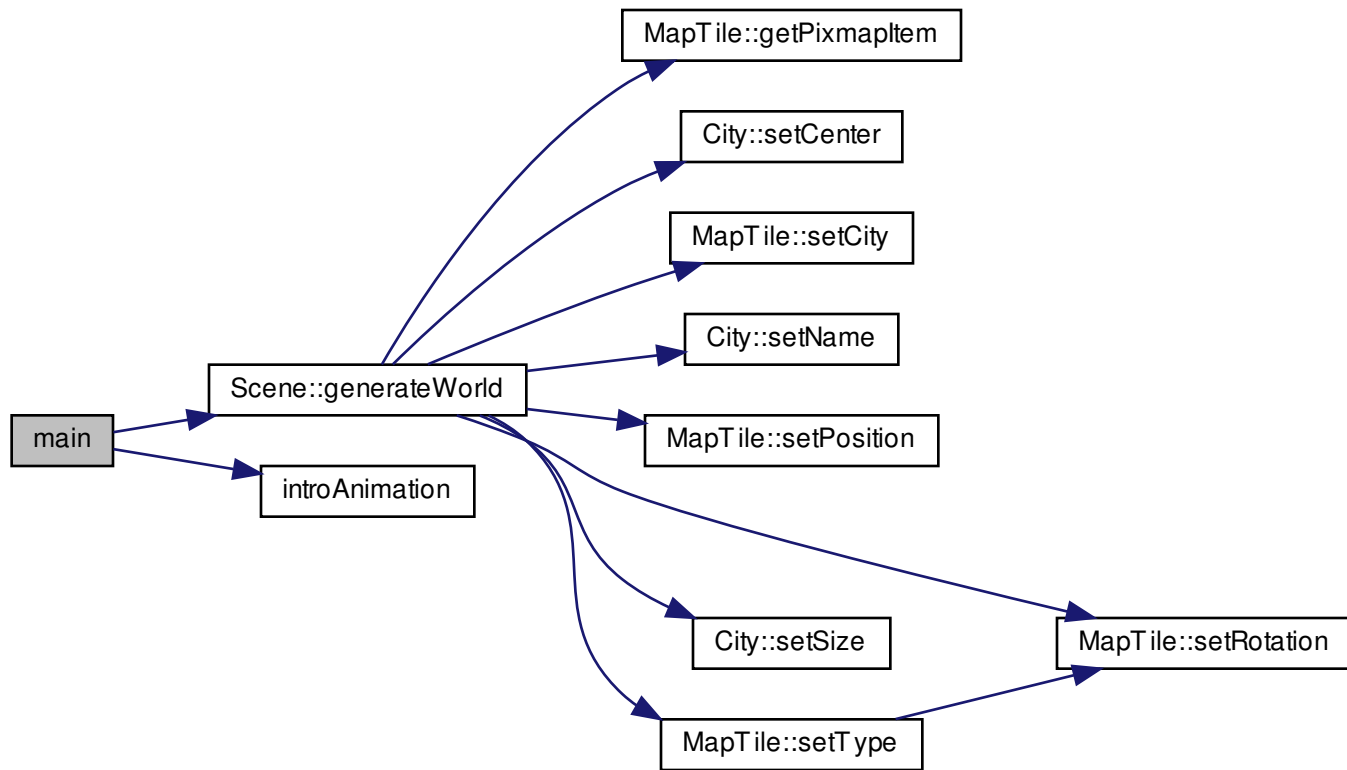 MapTile::getPixmapItem
City::setCenter
MapTile::setCity
City::setName
Scene::generateWorld
main
MapTile::setPosition
introAnimation
City::setSize
MapTile::setRotation
MapTile::setType